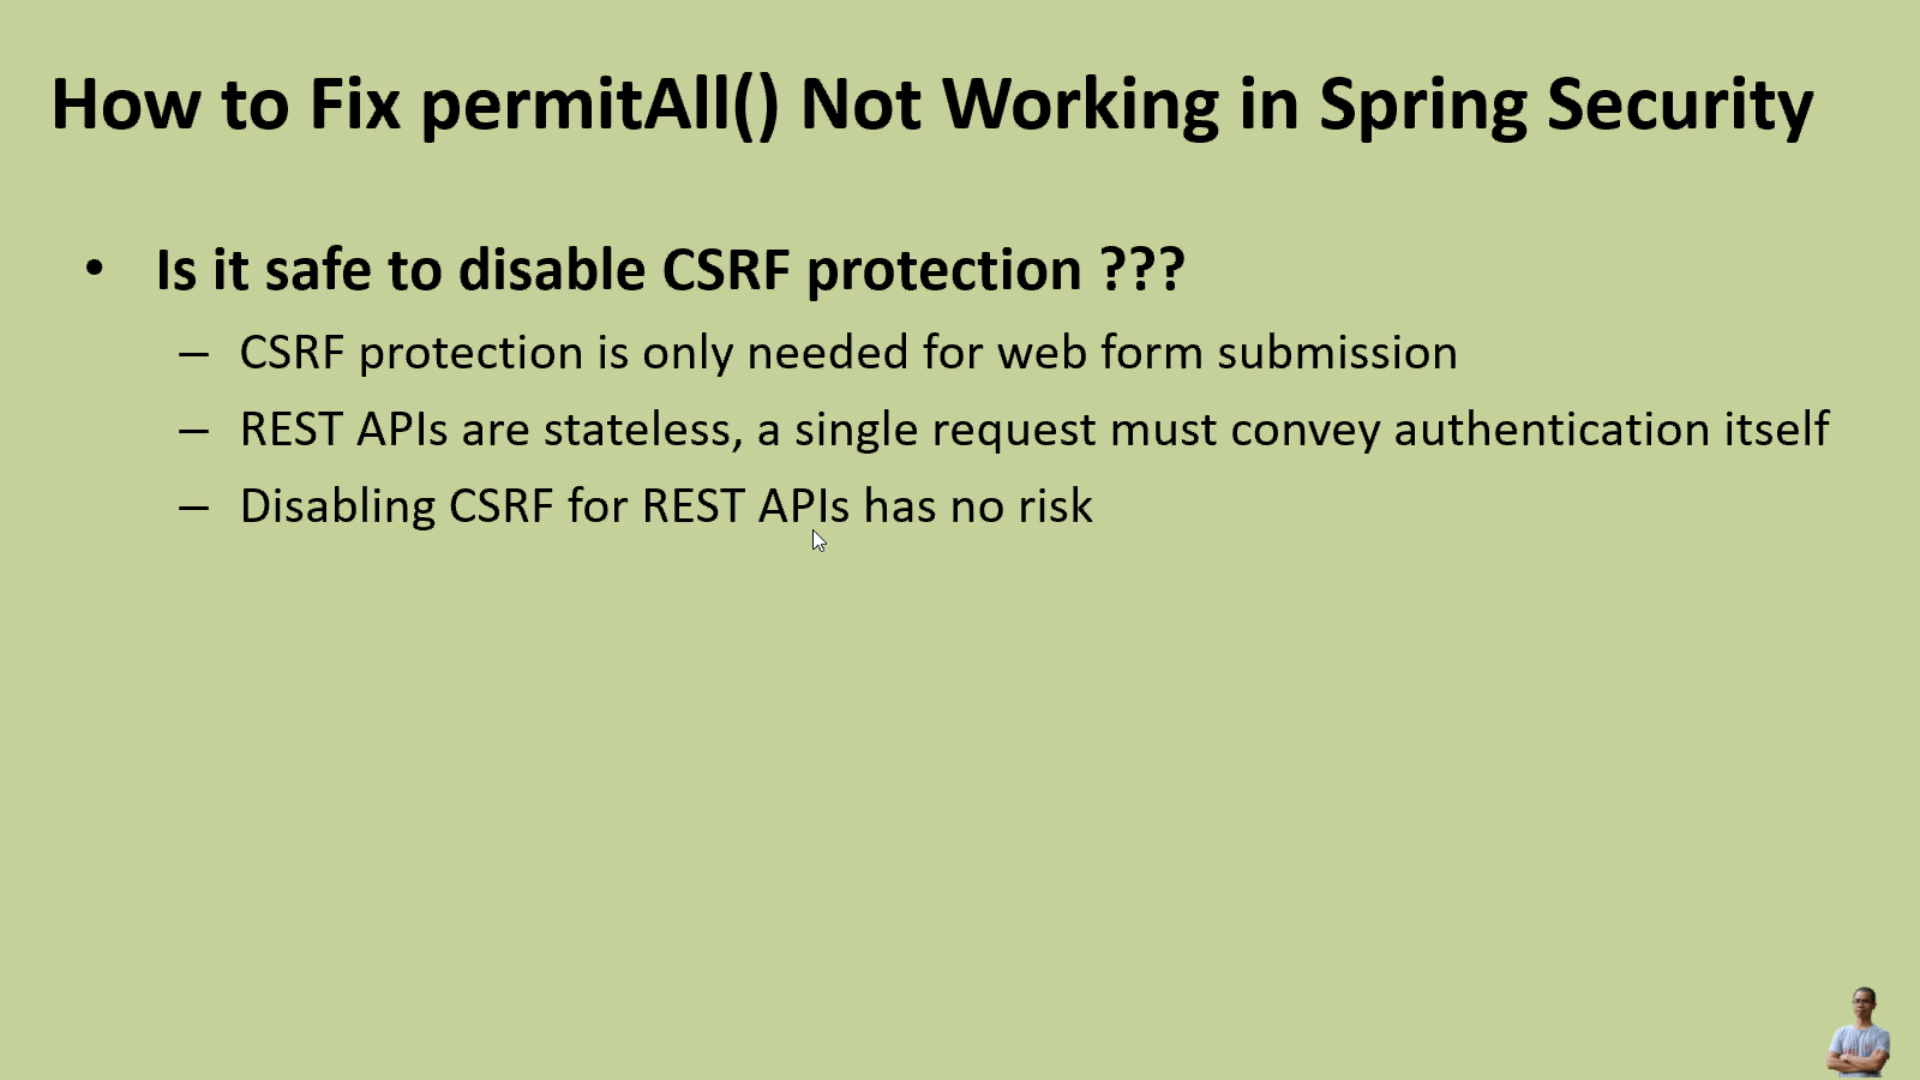 How to Fix permitAll() Not Working in Spring Security
• Is it safe to disable CSRF protection ???
– CSRF protection is only needed for web form submission
– REST APIs are stateless, a single request must convey authentication itself
– Disabling CSRF for REST APIs has no risk